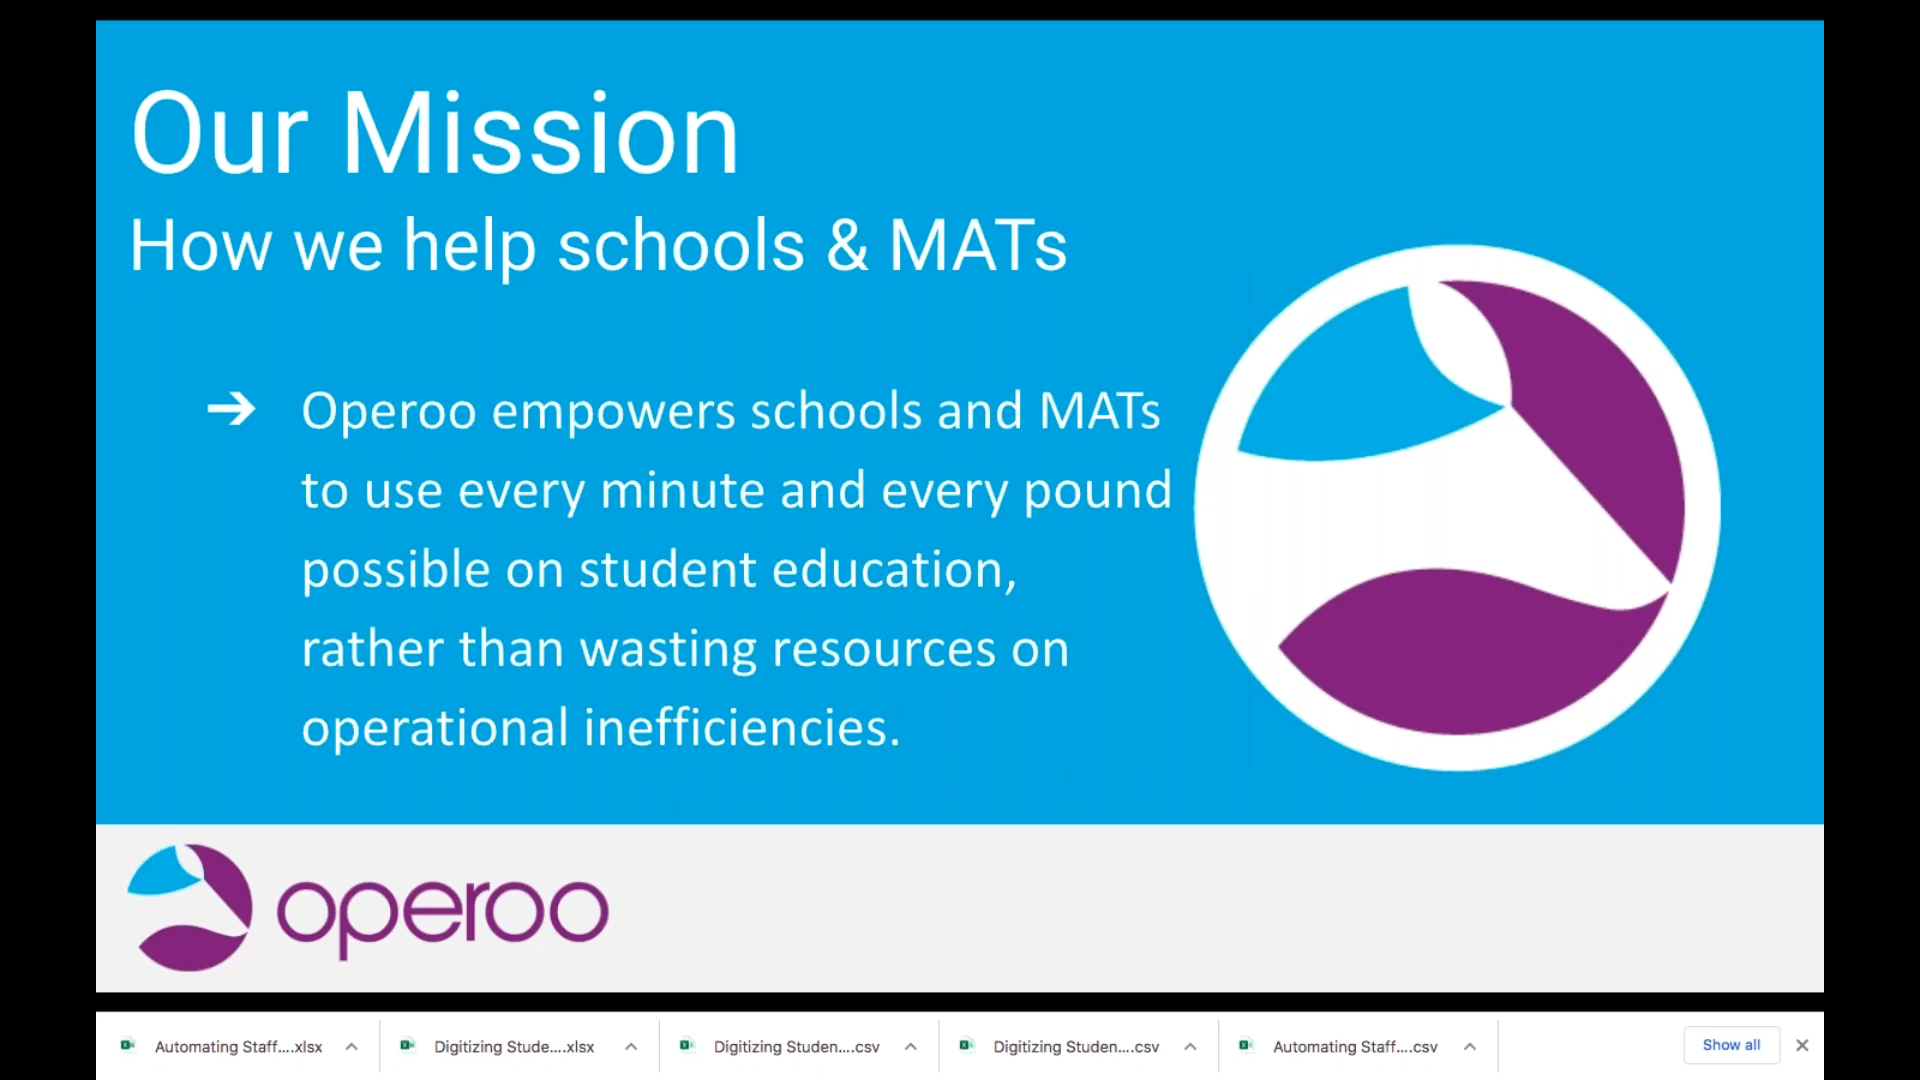 Our Mission
How we help schools & MATs
➔ Operoo empowers schools and MATs
to use every minute and every pound
possible on student education,
rather than wasting resources on
operational inefficiencies.
operoo
Automating Staff....xlsx
Digitizing Stude....xlsx
Digitizing Studen....csv
Digitizing Studen....csv
Automating Staff....csv
Show all